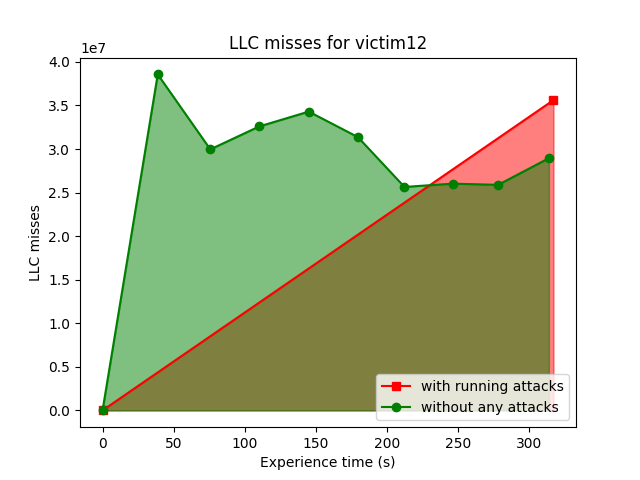 LLC misses for victim12
1e7
4.0
3.5
3.0
2.5
2.0
1.5
1.0
0.5
0.0
LLC misses
with running attacks
without any attacks
0 50 100 150 200 250 300
Experience time (s)